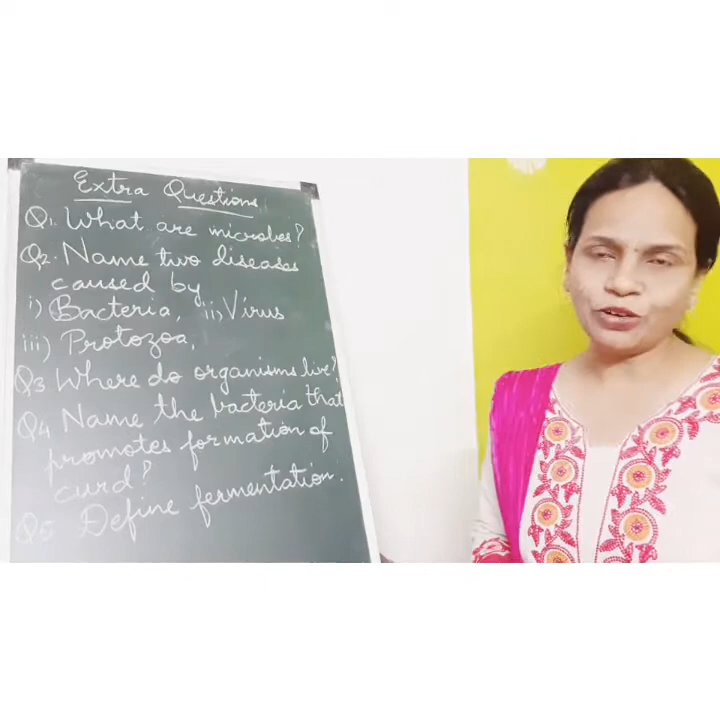 Extra Questions
Q1. What are microbes?
Q2. Name two diseases
caused by
i) Bacteria, ii) Virus
iii) Protozoa,
Q3 Where do organisms live?
Q4 Name the bacteria that
promotes formation of
curd?
Q5 Define fermentation.